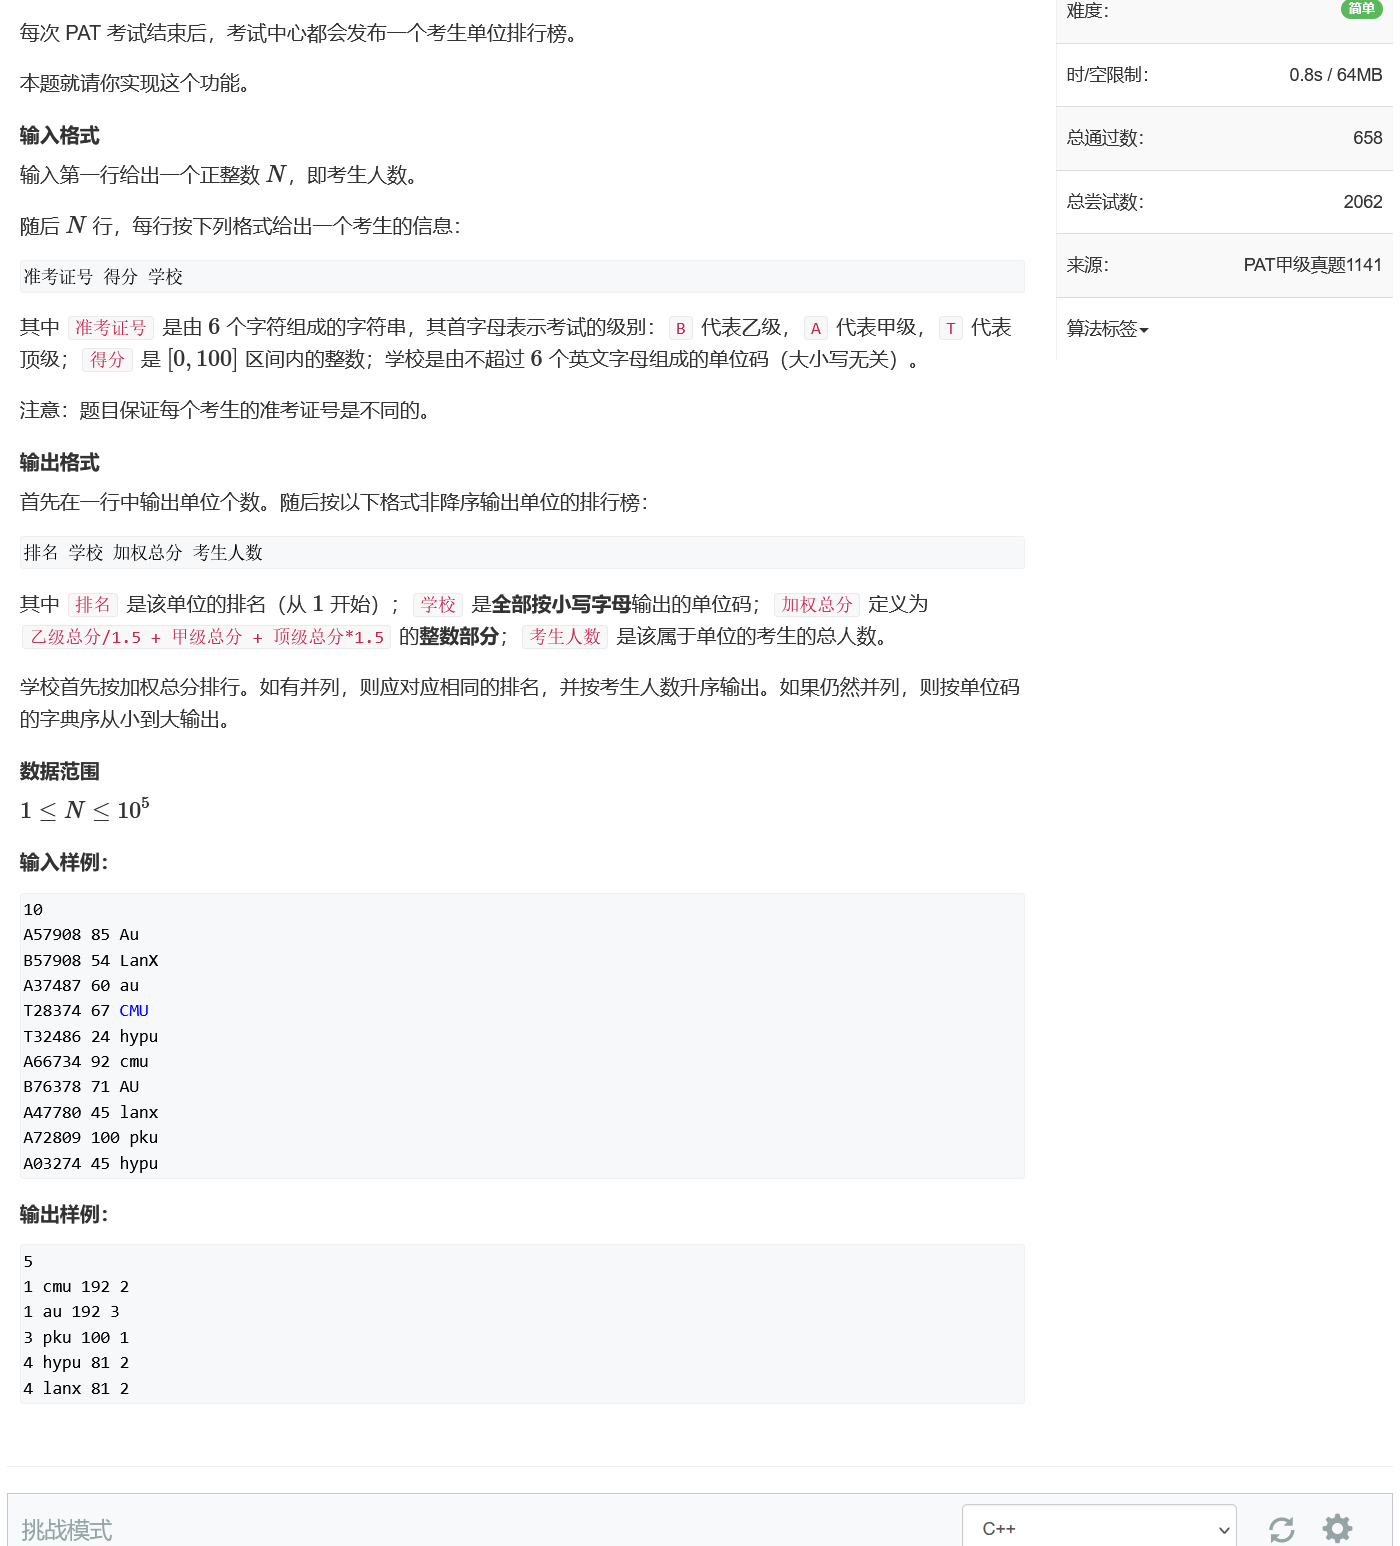 每次 PAT 考试结束后，考试中心都会发布一个考生单位排行榜。
本题就请你实现这个功能。
输入格式
输入第一行给出一个正整数 N，即考生人数。
随后 N 行，每行按下列格式给出一个考生的信息：
准考证号 得分 学校
其中 准考证号 是由 6 个字符组成的字符串，其首字母表示考试的级别： B 代表乙级， A 代表甲级， T 代表
顶级； 得分 是 [0, 100] 区间内的整数；学校是由不超过 6 个英文字母组成的单位码（大小写无关）。
注意：题目保证每个考生的准考证号是不同的。
输出格式
首先在一行中输出单位个数。随后按以下格式非降序输出单位的排行榜：
排名 学校 加权总分 考生人数
其中 排名 是该单位的排名（从 1 开始）； 学校 是全部按小写字母输出的单位码； 加权总分 定义为
乙级总分/1.5 + 甲级总分 + 顶级总分*1.5 的整数部分； 考生人数 是该属于单位的考生的总人数。
学校首先按加权总分排行。如有并列，则应对应相同的排名，并按考生人数升序输出。如果仍然并列，则按单位码
的字典序从小到大输出。
数据范围
1 ≤ N ≤ 10⁵
输入样例：
10
A57908 85 Au
B57908 54 LanX
A37487 60 au
T28374 67 CMU
T32486 24 hypu
A66734 92 cmu
B76378 71 AU
A47780 45 lanx
A72809 100 pku
A03274 45 hypu
输出样例：
5
1 cmu 192 2
1 au 192 3
3 pku 100 1
4 hypu 81 2
4 lanx 81 2
难度： 简单
时/空限制： 0.8s / 64MB
总通过数： 658
总尝试数： 2062
来源： PAT甲级真题1141
算法标签
挑战模式
C++